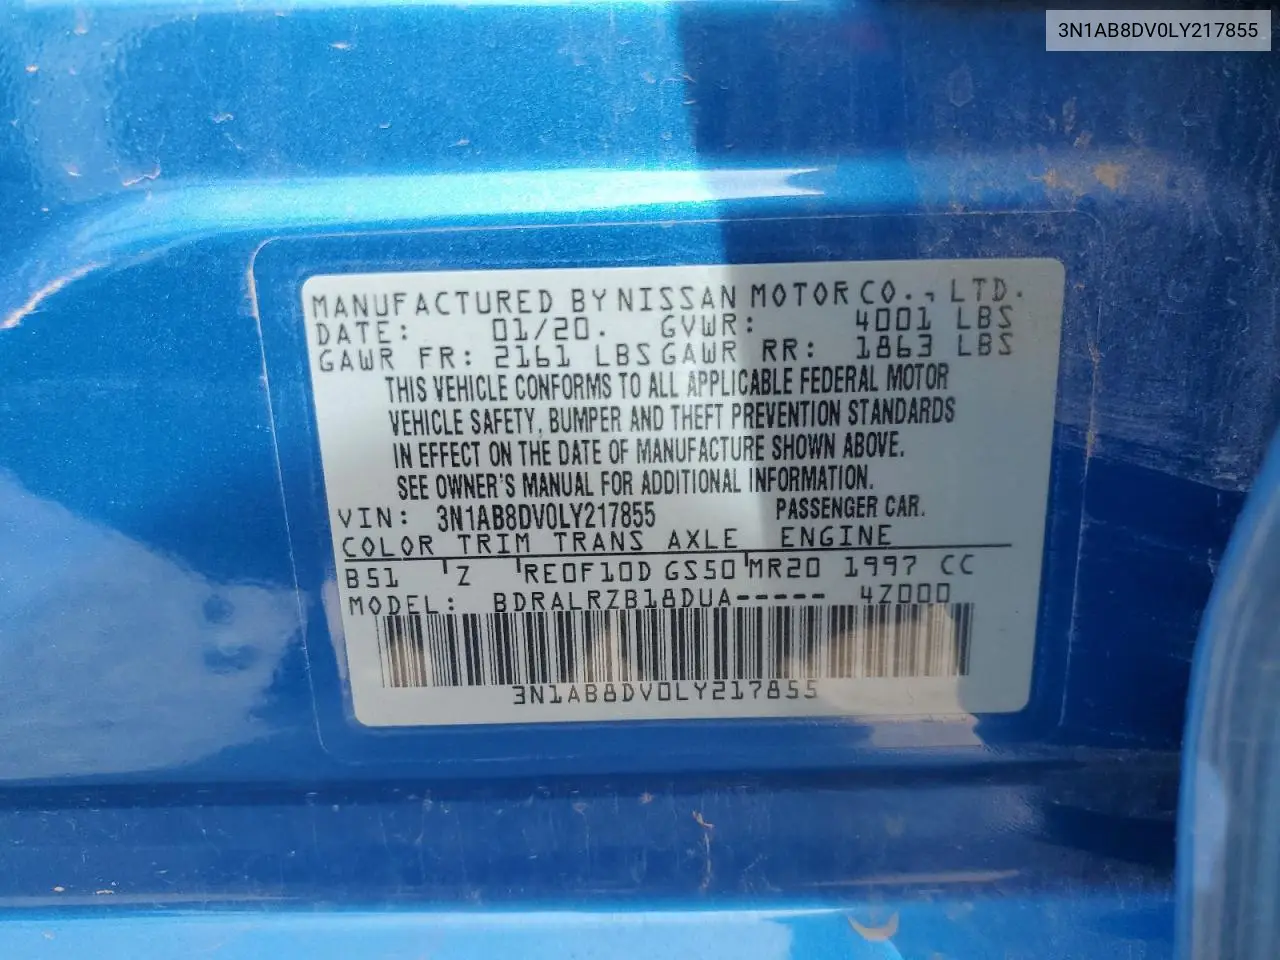 3N1AB8DV0LY217855
MANUFACTURED BY NISSAN MOTOR CO., LTD.
DATE: 01/20. GVWR: 4001 LBS
GAWR FR: 2161 LBS GAWR RR: 1863 LBS
THIS VEHICLE CONFORMS TO ALL APPLICABLE FEDERAL MOTOR
VEHICLE SAFETY, BUMPER AND THEFT PREVENTION STANDARDS
IN EFFECT ON THE DATE OF MANUFACTURE SHOWN ABOVE.
SEE OWNER'S MANUAL FOR ADDITIONAL INFORMATION.
VIN: 3N1AB8DV0LY217855 PASSENGER CAR.
COLOR TRIM TRANS AXLE ENGINE
B51 Z RE0F10D GS50 MR20 1997 CC
MODEL: BDRALRZB18DUA----- 4Z000
3N1AB8DV0LY217855